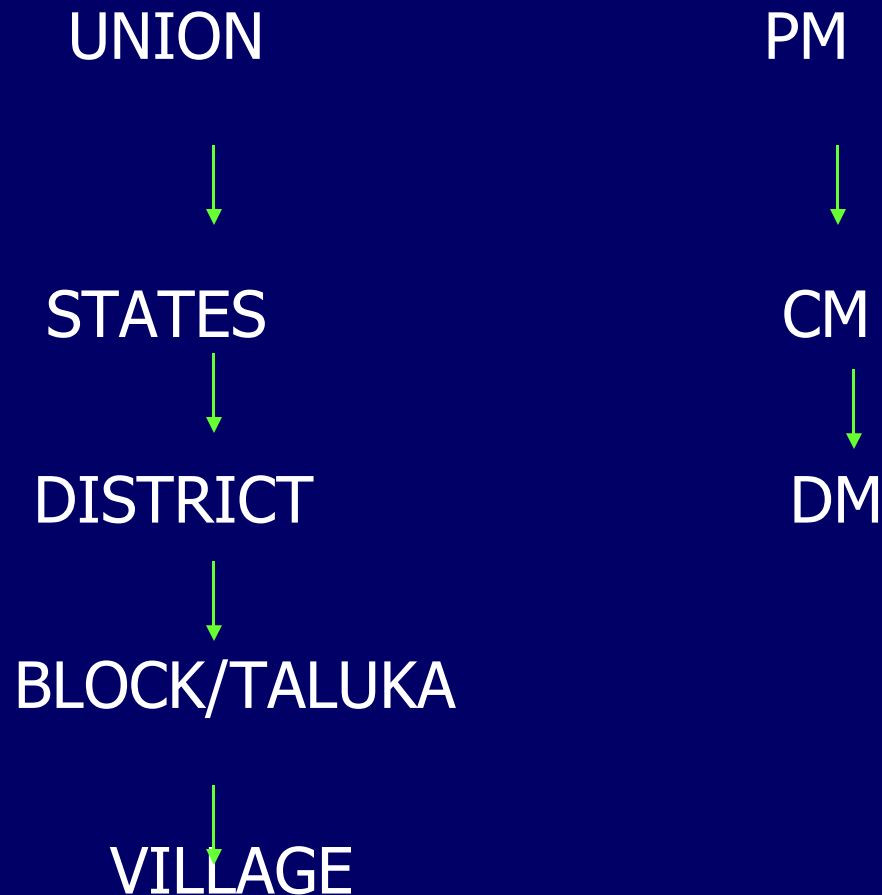 UNION PM
STATES CM
DISTRICT DM
BLOCK/TALUKA
VILLAGE